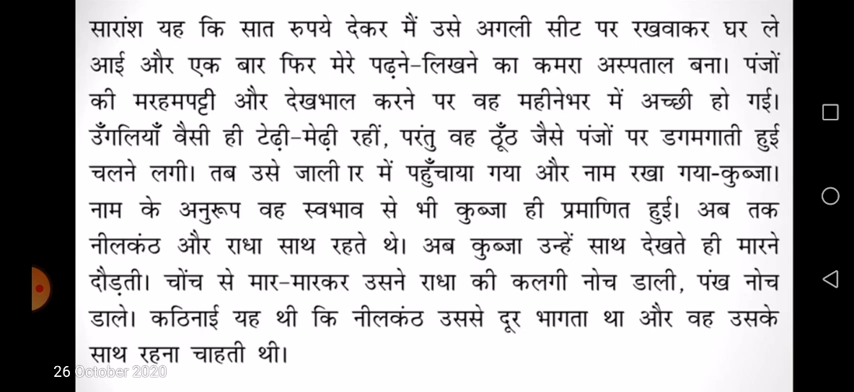 सारांश यह कि सात रुपये देकर मैं उसे अगली सीट पर रखवाकर घर ले
आई और एक बार फिर मेरे पढ़ने-लिखने का कमरा अस्पताल बना। पंजों
की मरहमपट्टी और देखभाल करने पर वह महीनेभर में अच्छी हो गई।
उँगलियाँ वैसी ही टेढ़ी-मेढ़ी रहीं, परंतु वह ठूँठ जैसे पंजों पर डगमगाती हुई
चलने लगी। तब उसे जाली ार में पहुँचाया गया और नाम रखा गया-कुब्जा।
नाम के अनुरूप वह स्वभाव से भी कुब्जा ही प्रमाणित हुई। अब तक
नीलकंठ और राधा साथ रहते थे। अब कुब्जा उन्हें साथ देखते ही मारने
दौड़ती। चोंच से मार-मारकर उसने राधा की कलगी नोच डाली, पंख नोच
डाले। कठिनाई यह थी कि नीलकंठ उससे दूर भागता था और वह उसके
साथ रहना चाहती थी।
26 October 2020